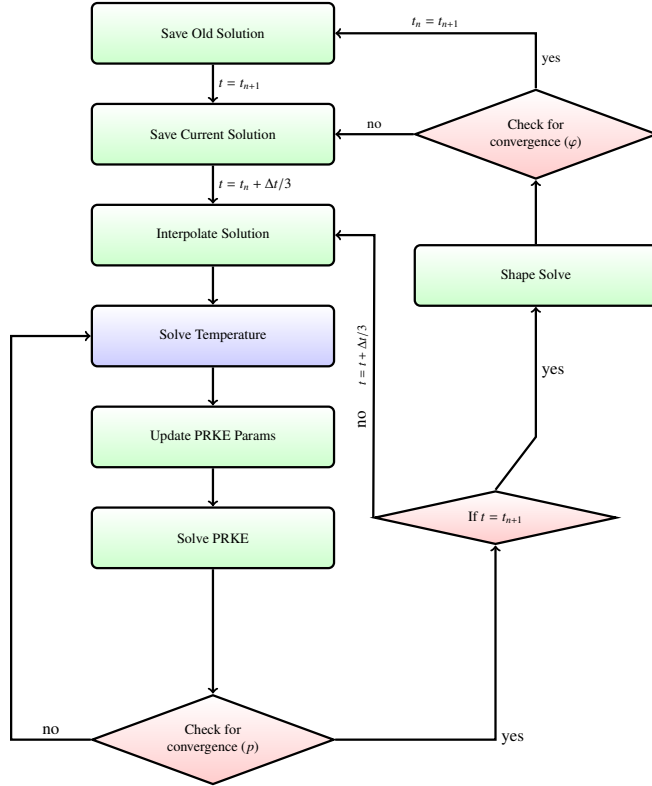 Save Old Solution
t_n = t_{n+1}
yes
t = t_{n+1}
Save Current Solution
no
Check for
convergence (φ)
t = t_n + Δt/3
Interpolate Solution
Shape Solve
Solve Temperature
no t = t + Δt/3
yes
Update PRKE Params
If t = t_{n+1}
Solve PRKE
no
Check for
convergence (p)
yes